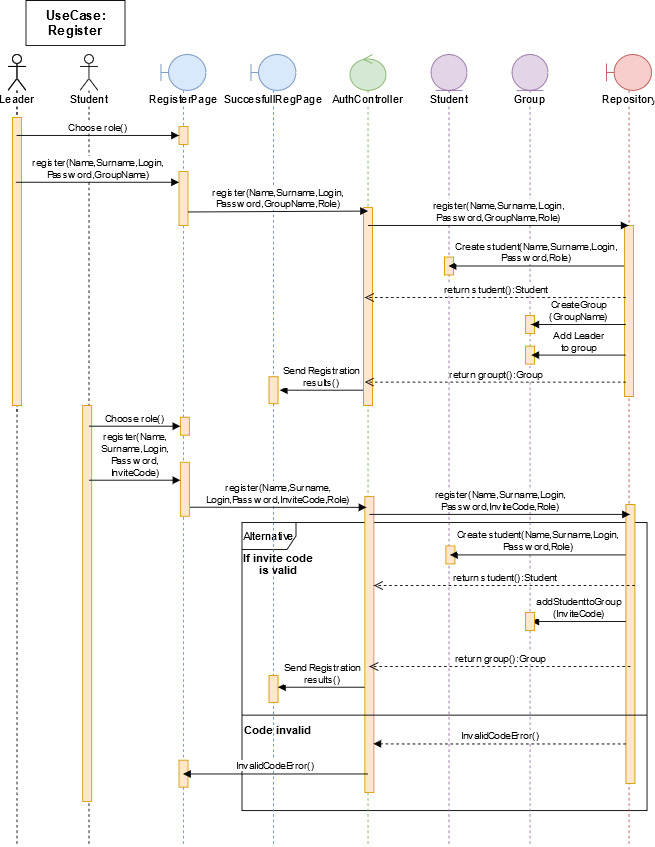 UseCase:
Register
Leader
Student
RegisterPage
SuccesfullRegPage
AuthController
Student
Group
Repository
Choose role()
register(Name,Surname,Login,
Password,GroupName)
register(Name,Surname,Login,
Password,GroupName,Role)
register(Name,Surname,Login,
Password,GroupName,Role)
Create student(Name,Surname,Login,
Password,Role)
return student():Student
CreateGroup
(GroupName)
Add Leader
to group
return groupt():Group
Send Registration
results()
Choose role()
register(Name,
Surname,Login,
Password,
InviteCode)
register(Name,Surname,
Login,Password,InviteCode,Role)
register(Name,Surname,Login,
Password,InviteCode,Role)
Alternative
If invite code
is valid
Create student(Name,Surname,Login,
Password,Role)
return student():Student
addStudenttoGroup
(InviteCode)
return group():Group
Send Registration
results()
Code invalid
InvalidCodeError()
InvalidCodeError()